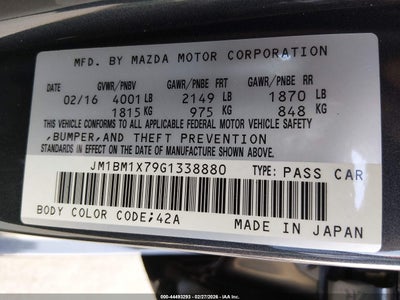 MFD. BY MAZDA MOTOR CORPORATION
GVWR/PNBV GAWR/PNBE FRT GAWR/PNBE RR
02/16 4001 LB 2149 LB 1870 LB
1815 KG 975 KG 848 KG
THIS VEHICLE CONFORMS TO ALL APPLICABLE FEDERAL MOTOR VEHICLE SAFETY
,BUMPER,AND THEFT PREVENTION
STANDARDS IN EFFECT ON THE DATE OF MANUFACTURE SHOWN ABOVE.
JM1BM1X79G1338880 TYPE: PASS CAR
BODY COLOR CODE;42A MADE IN JAPAN
000-44493293 - 02/27/2026 - IAAI.CA